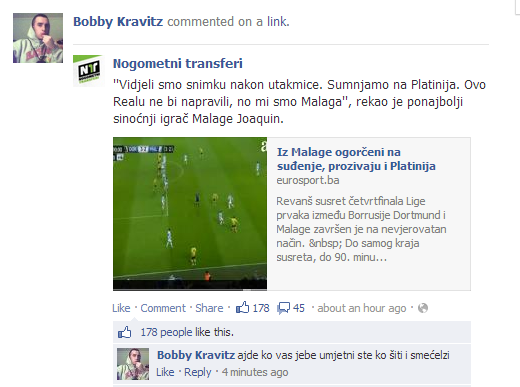 Bobby Kravitz commented on a link.
Nogometni transferi
"Vidjeli smo snimku nakon utakmice. Sumnjamo na Platinija. Ovo
Realu ne bi napravili, no mi smo Malaga", rekao je ponajbolji
sinoćnji igrač Malage Joaquin.
Iz Malage ogorčeni na
suđenje, prozivaju i Platinija
eurosport.ba
Revanš susret četvrtfinala Lige
prvaka između Borrusije Dortmund i
Malage završen je na nevjerovatan
način. &nbsp; Do samog kraja
susreta, do 90. minu...
Like · Comment · Share · 178 45 · about an hour ago ·
178 people like this.
Bobby Kravitz ajde ko vas jebe umjetni ste ko šiti i smećelzi
Like · Reply · 4 minutes ago